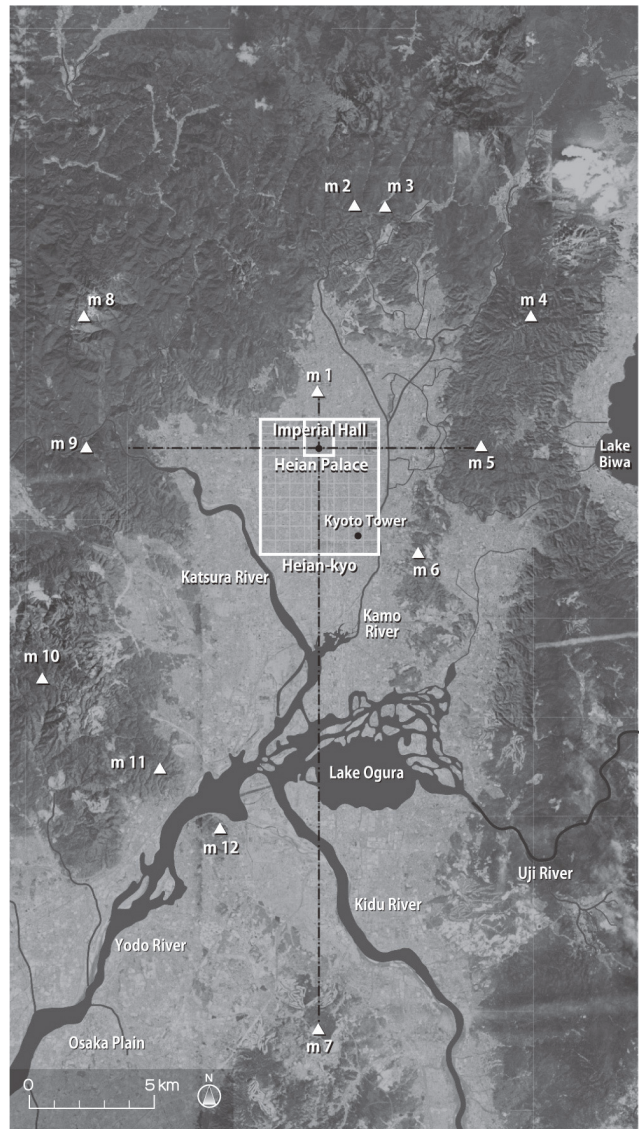 m 2
m 3
m 8
m 4
m 1
Imperial Hall
m 9
m 5
Lake
Biwa
Heian Palace
Kyoto Tower
Heian-kyo
m 6
Katsura River
Kamo
River
m 10
m 11
Lake Ogura
m 12
Uji River
Kidu River
Yodo River
m 7
Osaka Plain
0
5 km
N